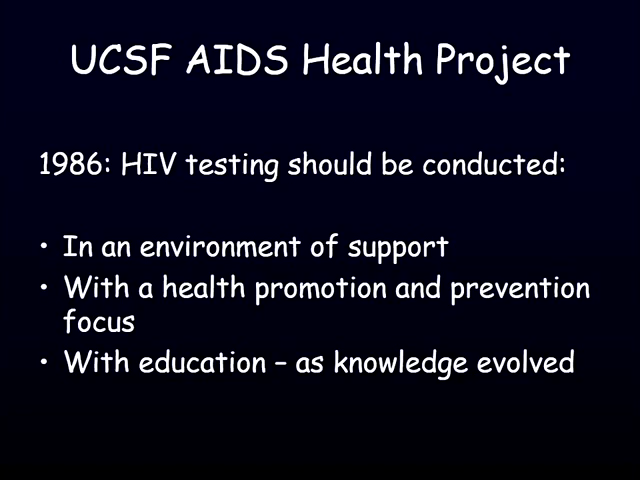 UCSF AIDS Health Project
1986: HIV testing should be conducted:
• In an environment of support
• With a health promotion and prevention
focus
• With education – as knowledge evolved